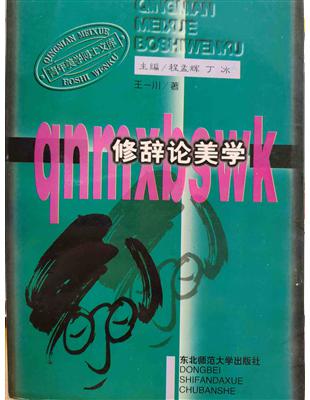 QINGNIAN
MEIXUE
BOSHIWENKU
QINGNIAN MEIXUE
青年美学博士文库
BOSHI WENKU
主编/程孟辉 丁冰
王一川/著
修辞论美学
qnmxbswk
东北师范大学出版社
DONGBEI
SHIFANDAXUE
CHUBANSHE